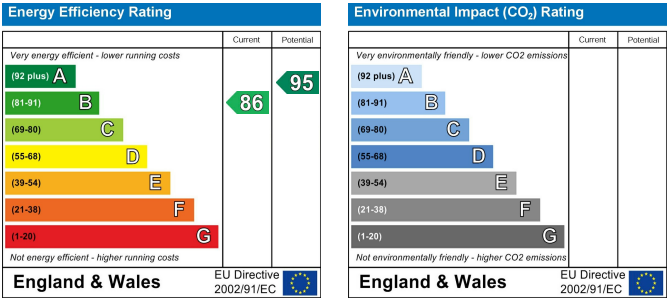 Energy Efficiency Rating
Current Potential
Very energy efficient - lower running costs
(92 plus) A
95
(81-91) B
86
(69-80) C
(55-68) D
(39-54) E
(21-38) F
(1-20) G
Not energy efficient - higher running costs
England & Wales
EU Directive
2002/91/EC
Environmental Impact (CO₂) Rating
Current Potential
Very environmentally friendly - lower CO2 emissions
(92 plus) A
(81-91) B
(69-80) C
(55-68) D
(39-54) E
(21-38) F
(1-20) G
Not environmentally friendly - higher CO2 emissions
England & Wales
EU Directive
2002/91/EC